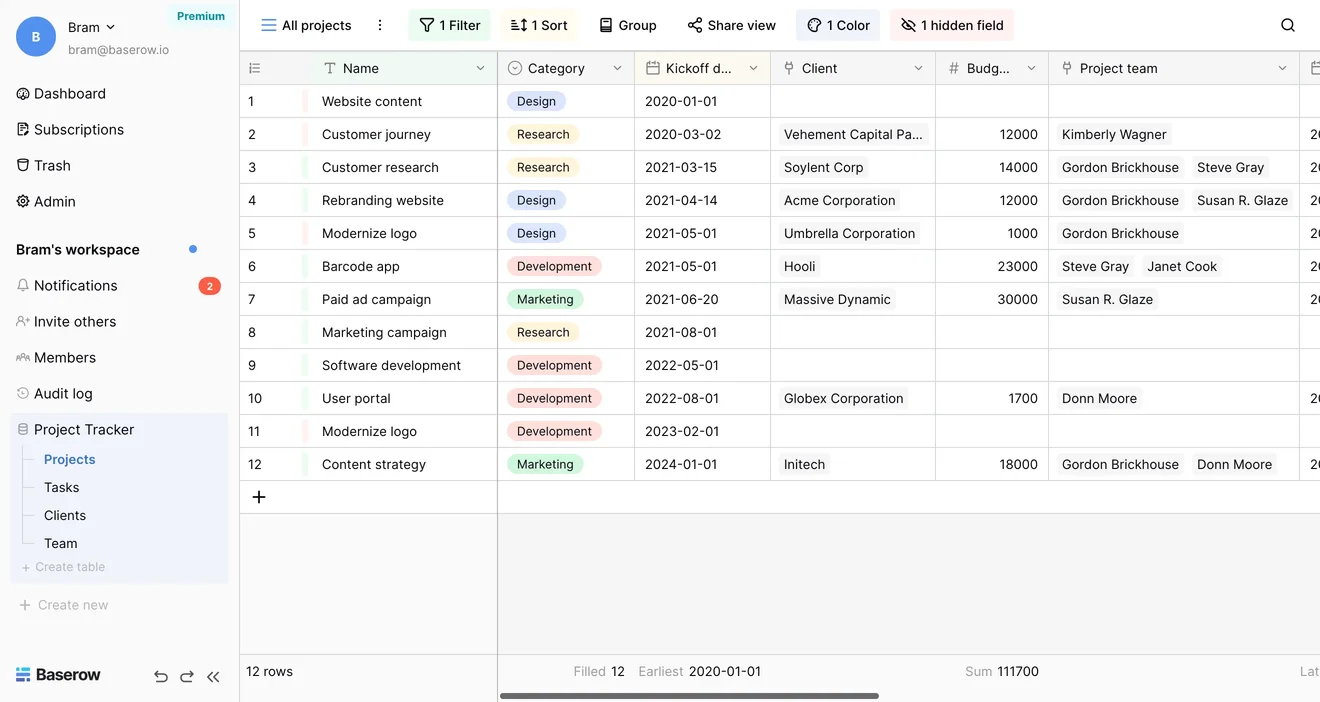 B
Bram
bram@baserow.io
Premium
Dashboard
Subscriptions
Trash
Admin
Bram's workspace
Notifications 2
Invite others
Members
Audit log
Project Tracker
Projects
Tasks
Clients
Team
+ Create table
+ Create new
Baserow
All projects 1 Filter 1 Sort Group Share view 1 Color 1 hidden field
Name Category Kickoff d... Client # Budg... Project team
1 Website content Design 2020-01-01
2 Customer journey Research 2020-03-02 Vehement Capital Pa... 12000 Kimberly Wagner 20
3 Customer research Research 2021-03-15 Soylent Corp 14000 Gordon Brickhouse Steve Gray 20
4 Rebranding website Design 2021-04-14 Acme Corporation 12000 Gordon Brickhouse Susan R. Glaze 20
5 Modernize logo Design 2021-05-01 Umbrella Corporation 1000 Gordon Brickhouse 20
6 Barcode app Development 2021-05-01 Hooli 23000 Steve Gray Janet Cook 20
7 Paid ad campaign Marketing 2021-06-20 Massive Dynamic 30000 Susan R. Glaze 20
8 Marketing campaign Research 2021-08-01
9 Software development Development 2022-05-01
10 User portal Development 2022-08-01 Globex Corporation 1700 Donn Moore 20
11 Modernize logo Development 2023-02-01
12 Content strategy Marketing 2024-01-01 Initech 18000 Gordon Brickhouse Donn Moore 20
+
12 rows Filled 12 Earliest 2020-01-01 Sum 111700 Lat